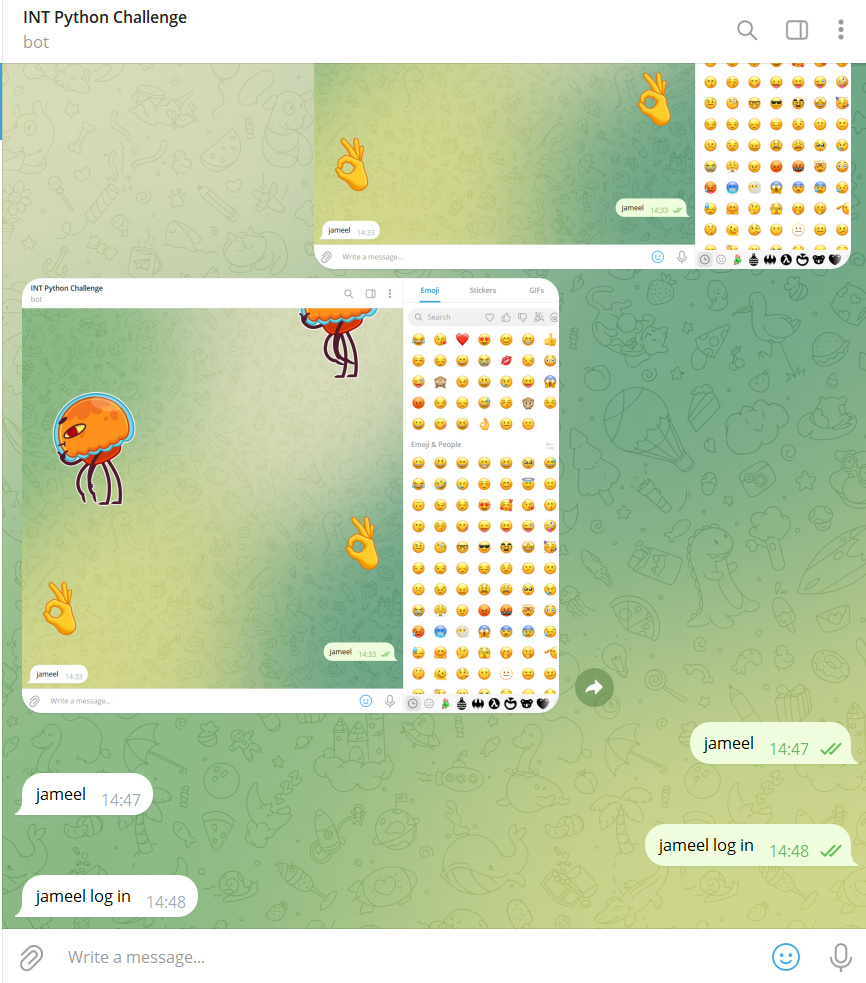 INT Python Challenge
bot
jameel 14:33
jameel 14:33
Write a message...
INT Python Challenge
bot
Emoji Stickers GIFs
Search
Emoji & People
jameel 14:33
jameel 14:33
Write a message...
jameel 14:47
jameel 14:47
jameel log in 14:48
jameel log in 14:48
Write a message...